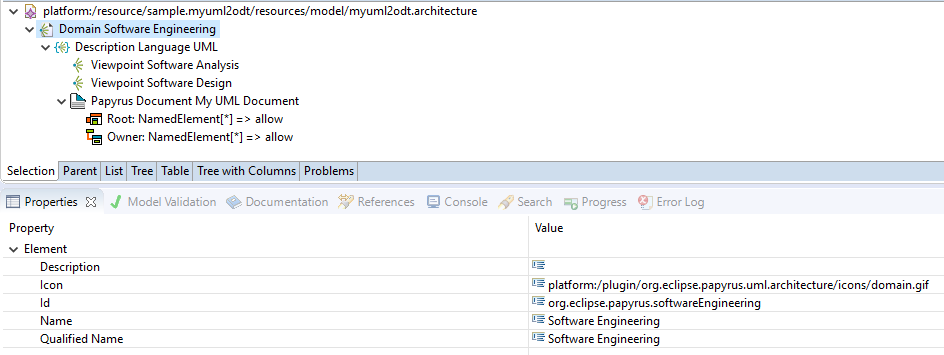 platform:/resource/sample.myuml2odt/resources/model/myuml2odt.architecture
Domain Software Engineering
Description Language UML
Viewpoint Software Analysis
Viewpoint Software Design
Papyrus Document My UML Document
Root: NamedElement[*] => allow
Owner: NamedElement[*] => allow
Selection Parent List Tree Table Tree with Columns Problems
Properties Model Validation Documentation References Console Search Progress Error Log
Property Value
Element
Description
Icon platform:/plugin/org.eclipse.papyrus.uml.architecture/icons/domain.gif
Id org.eclipse.papyrus.softwareEngineering
Name Software Engineering
Qualified Name Software Engineering